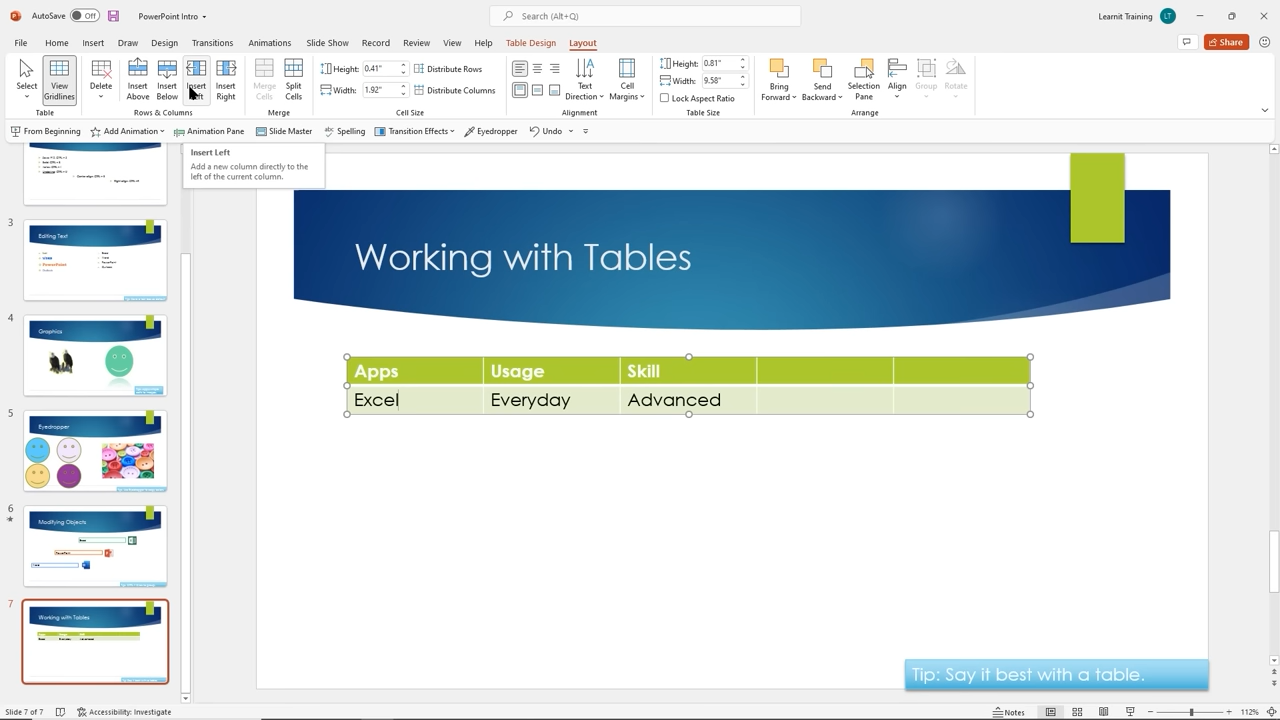 AutoSave Off PowerPoint Intro Search (Alt+Q) Learnit Training LT
File Home Insert Draw Design Transitions Animations Slide Show Record Review View Help Table Design Layout Share
Select View Gridlines Delete Insert Above Insert Below Insert Left Insert Right Merge Cells Split Cells
Height: 0.41" Distribute Rows
Width: 1.92" Distribute Columns
Text Direction Cell Margins
Height: 0.81"
Width: 9.58"
Lock Aspect Ratio
Bring Forward Send Backward Selection Pane Align Group Rotate
Table Rows & Columns Merge Cell Size Alignment Table Size Arrange
From Beginning Add Animation Animation Pane Slide Master Spelling Transition Effects Eyedropper Undo
Insert Left
Add a new column directly to the
left of the current column.
3
Editing Text
PowerPoint
4
Graphics
5
Eyedropper
6
Modifying Objects
7
Working with Tables
Working with Tables
Apps Usage Skill
Excel Everyday Advanced
Tip: Say it best with a table.
Slide 7 of 7 Accessibility: Investigate Notes 112%